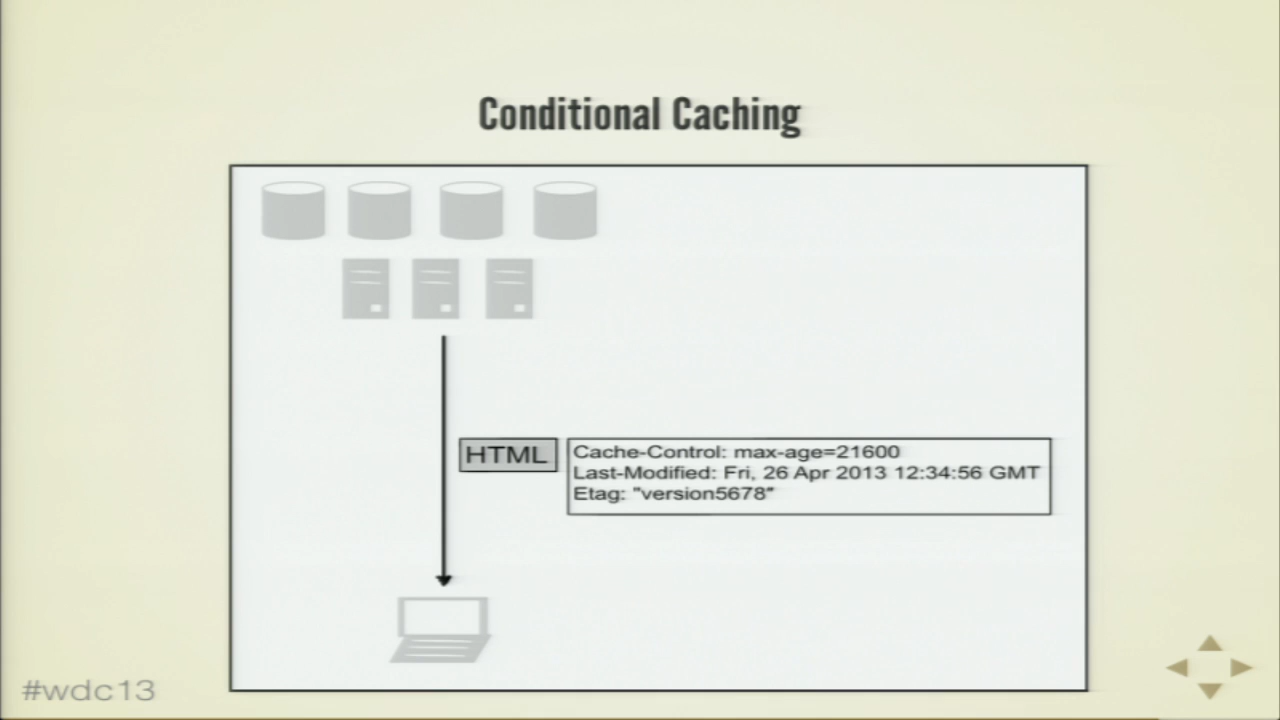 Conditional Caching
HTML
Cache-Control: max-age=21600
Last-Modified: Fri, 26 Apr 2013 12:34:56 GMT
Etag: "version5678"
#wdc13